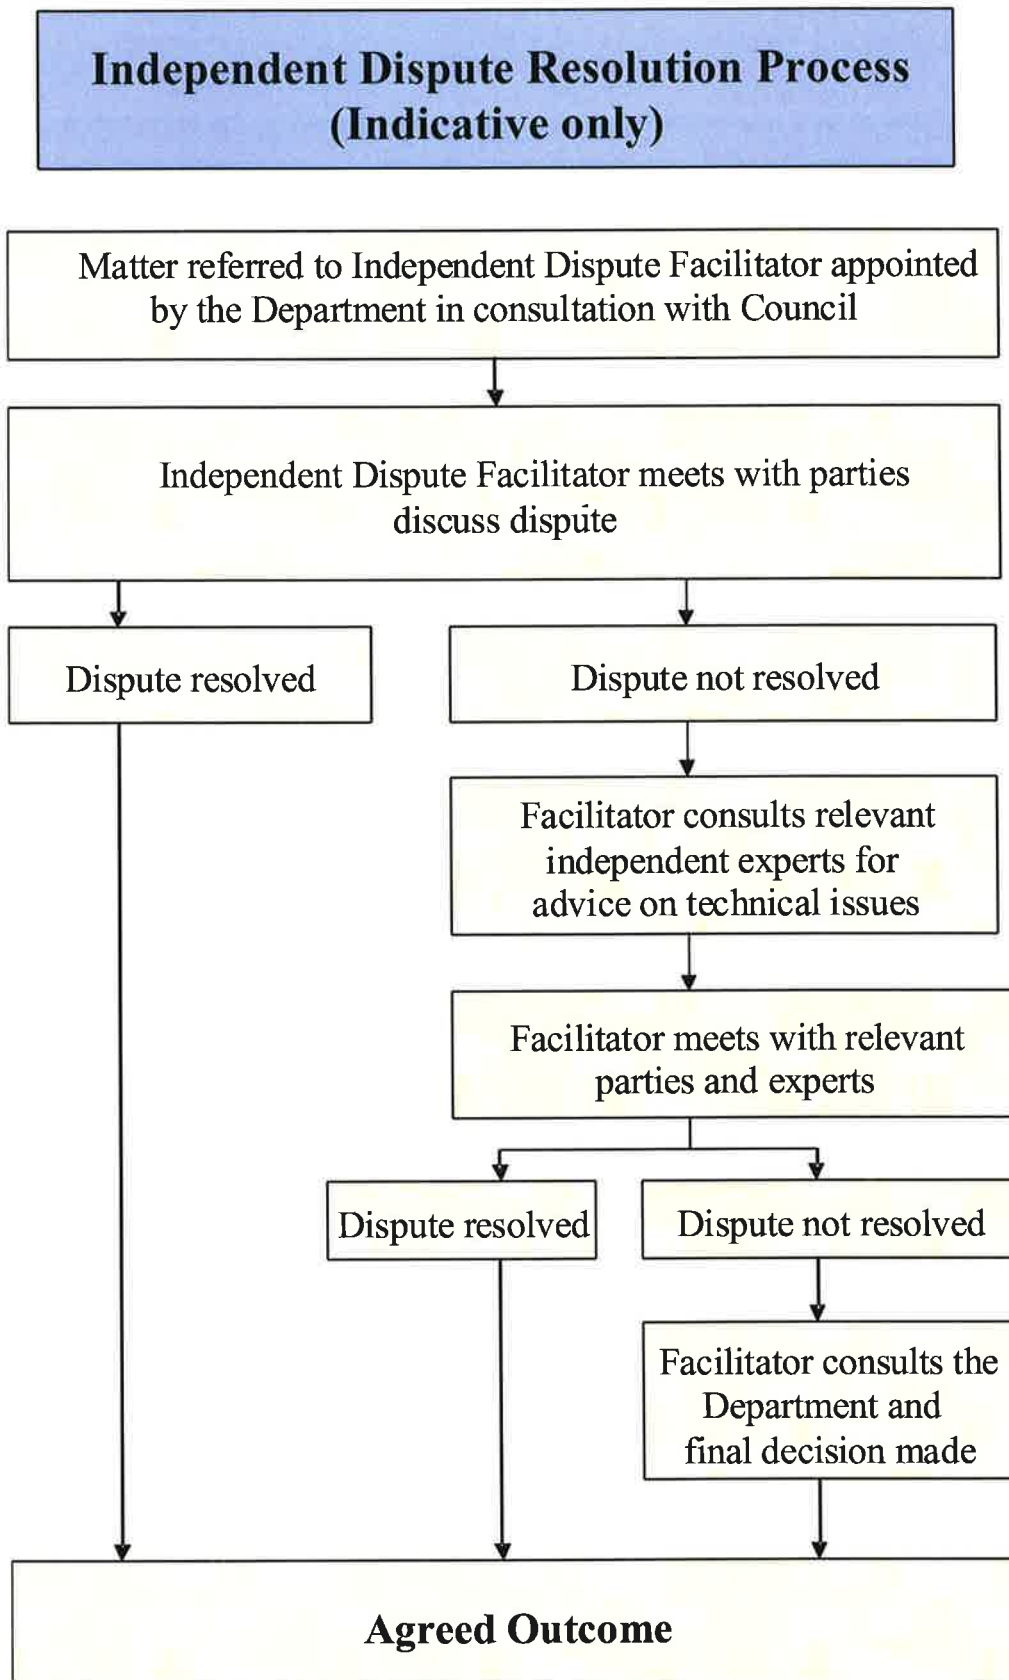 Independent Dispute Resolution Process
(Indicative only)
Matter referred to Independent Dispute Facilitator appointed
by the Department in consultation with Council
Independent Dispute Facilitator meets with parties
discuss dispute
Dispute resolved
Dispute not resolved
Facilitator consults relevant
independent experts for
advice on technical issues
Facilitator meets with relevant
parties and experts
Dispute resolved
Dispute not resolved
Facilitator consults the
Department and
final decision made
Agreed Outcome